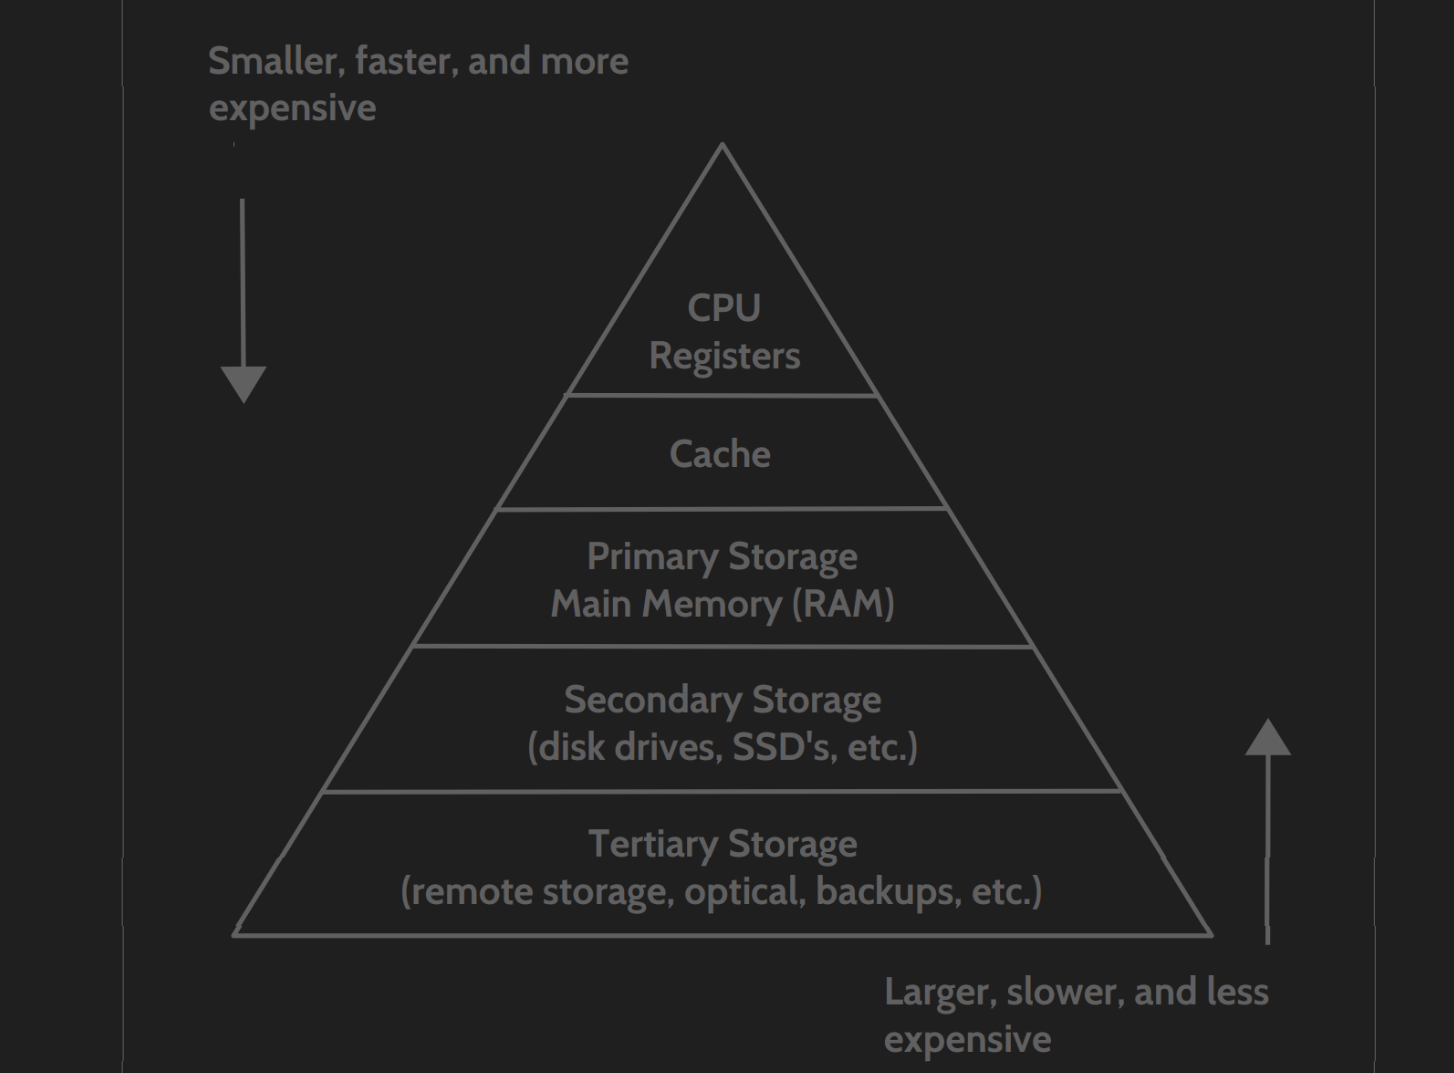 Smaller, faster, and more
expensive
CPU
Registers
Cache
Primary Storage
Main Memory (RAM)
Secondary Storage
(disk drives, SSD's, etc.)
Tertiary Storage
(remote storage, optical, backups, etc.)
Larger, slower, and less
expensive